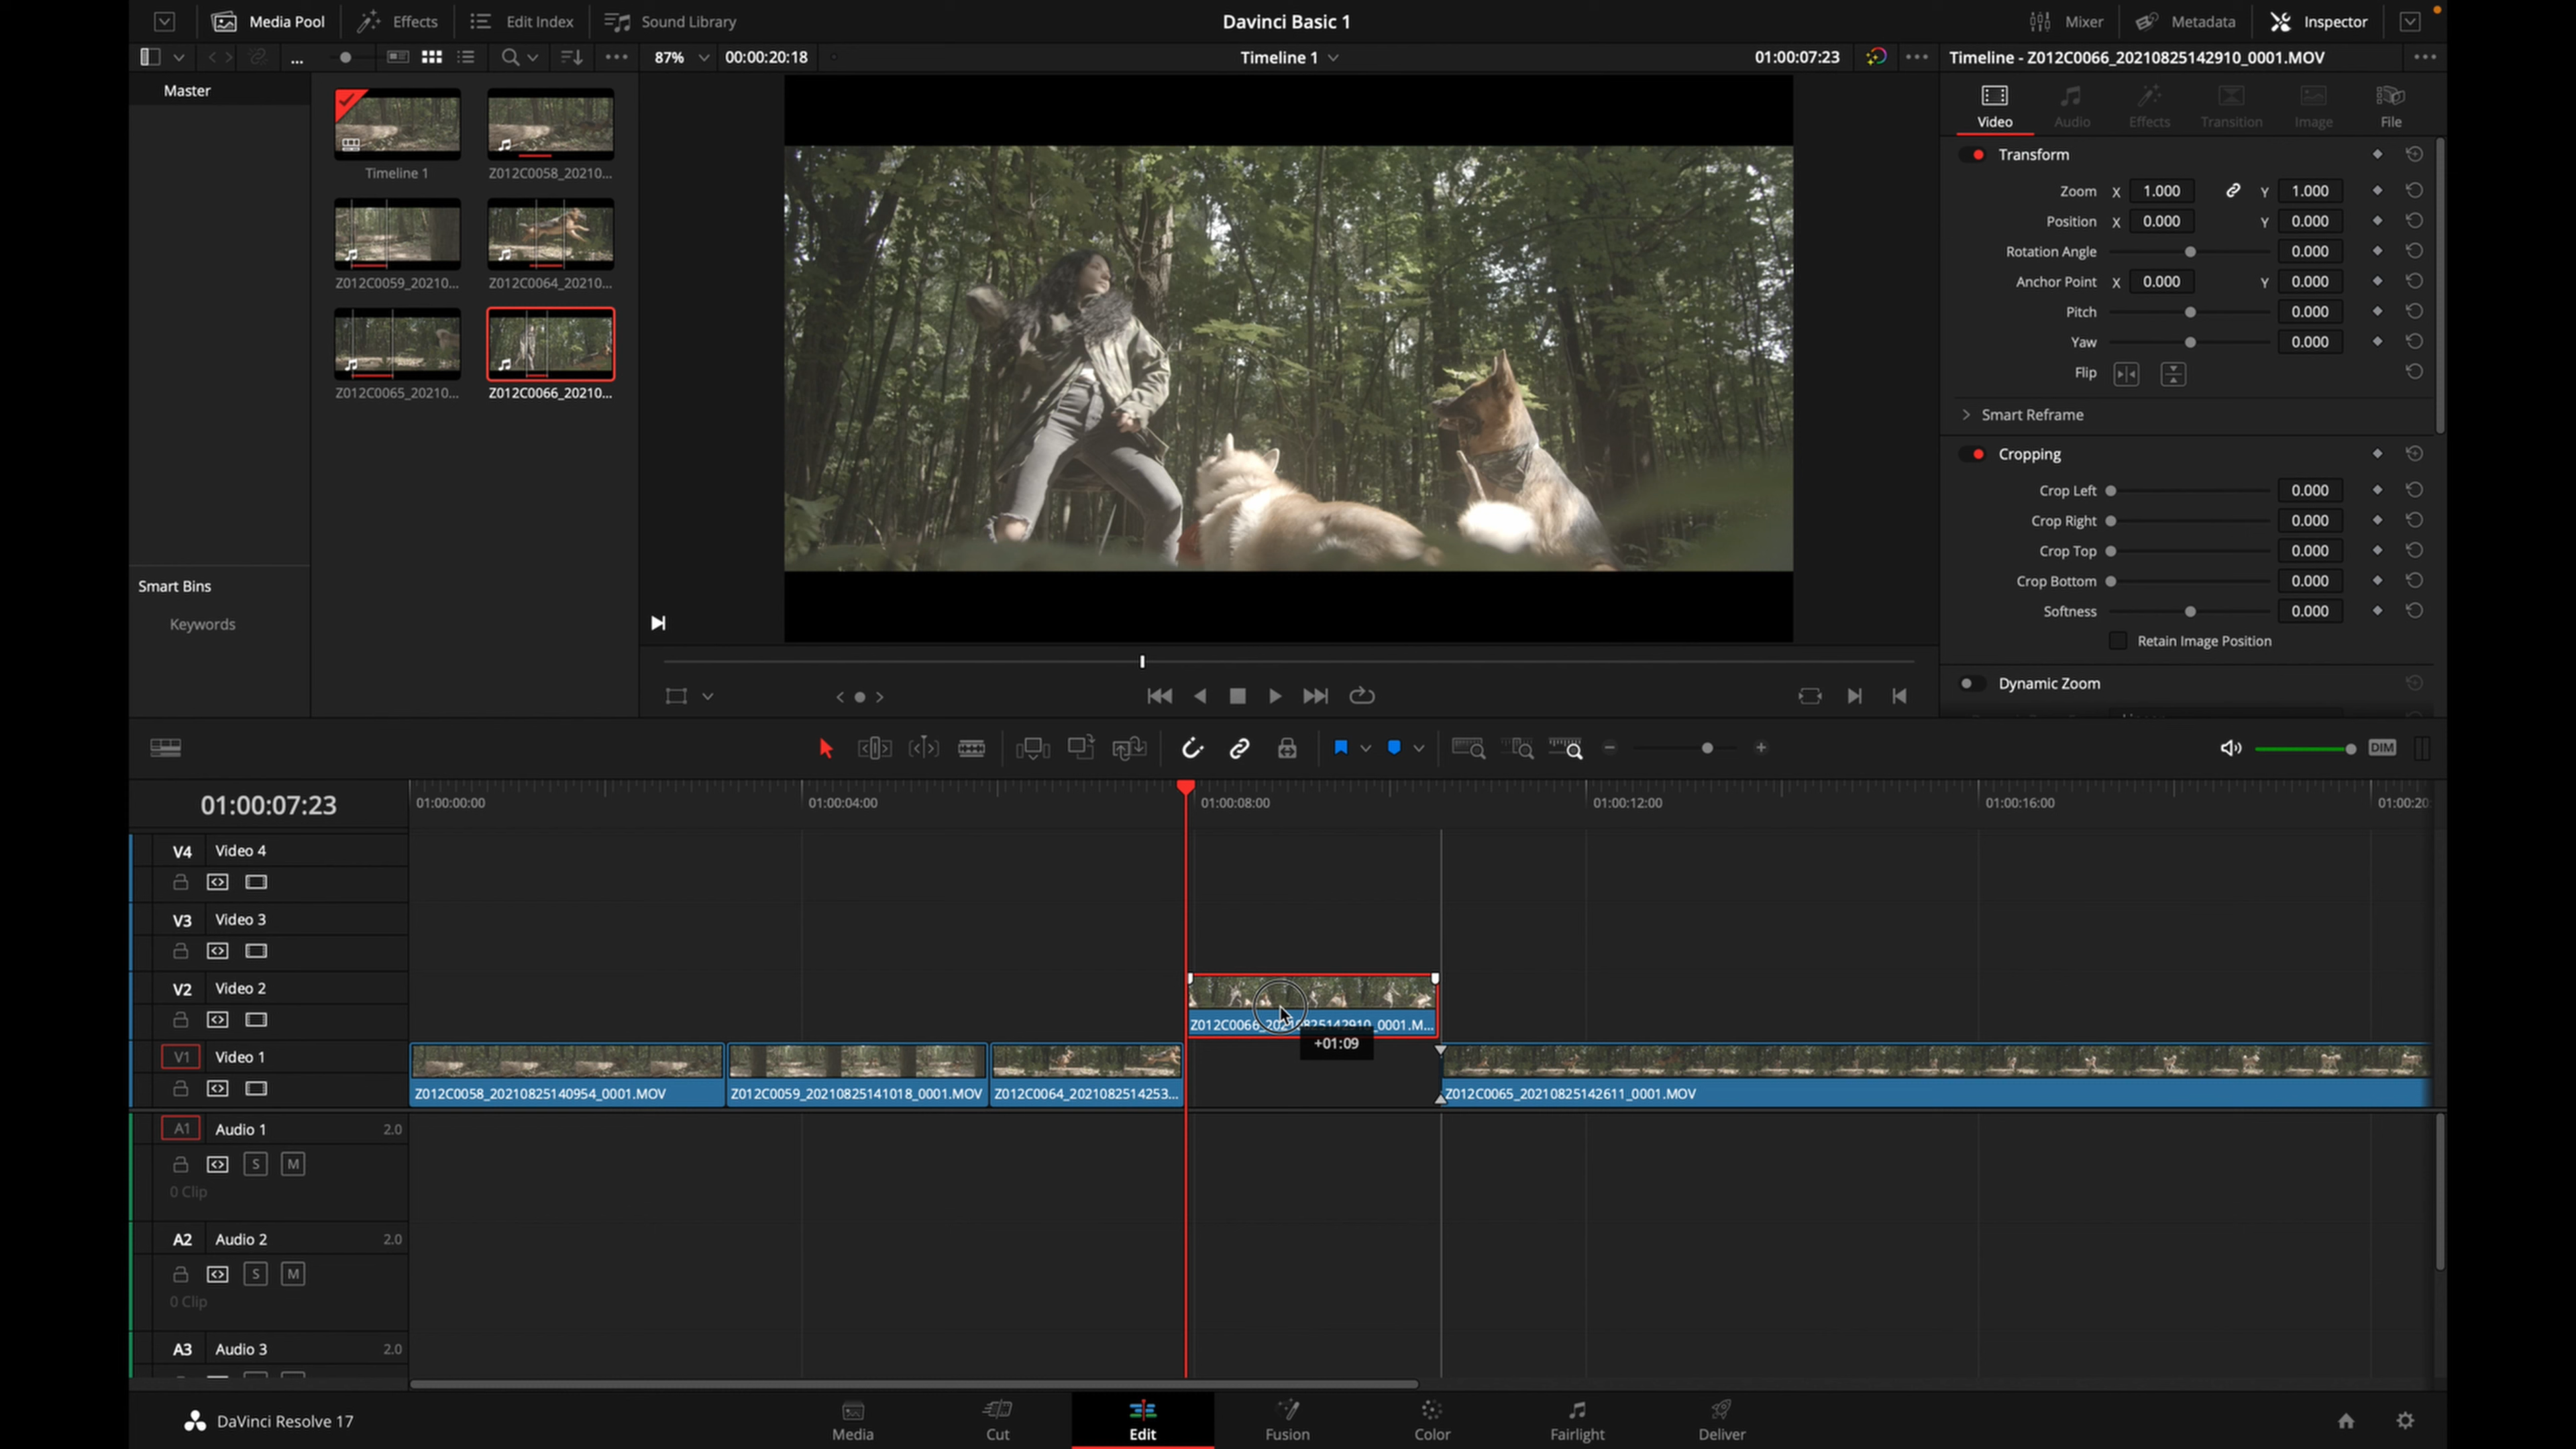 Media Pool Effects Edit Index Sound Library Davinci Basic 1 Mixer Metadata Inspector
... 87% 00:00:20:18 Timeline 1 01:00:07:23 Timeline - Z012C0066_20210825142910_0001.MOV
Master
Timeline 1 Z012C0058_20210...
Z012C0059_20210... Z012C0064_20210...
Z012C0065_20210... Z012C0066_20210...
Smart Bins
Keywords
Video Audio Effects Transition Image File
Transform
Zoom X 1.000 Y 1.000
Position X 0.000 Y 0.000
Rotation Angle 0.000
Anchor Point X 0.000 Y 0.000
Pitch 0.000
Yaw 0.000
Flip
Smart Reframe
Cropping
Crop Left 0.000
Crop Right 0.000
Crop Top 0.000
Crop Bottom 0.000
Softness 0.000
Retain Image Position
Dynamic Zoom
DIM
01:00:07:23 01:00:00:00 01:00:04:00 01:00:08:00 01:00:12:00 01:00:16:00 01:00:20:
V4 Video 4
V3 Video 3
V2 Video 2
Z012C0066_20210825142910_0001.M...
+01:09
V1 Video 1
Z012C0058_20210825140954_0001.MOV Z012C0059_20210825141018_0001.MOV Z012C0064_2021082514253... Z012C0065_20210825142611_0001.MOV
A1 Audio 1 2.0
S M
0 Clip
A2 Audio 2 2.0
S M
0 Clip
A3 Audio 3 2.0
DaVinci Resolve 17 Media Cut Edit Fusion Color Fairlight Deliver